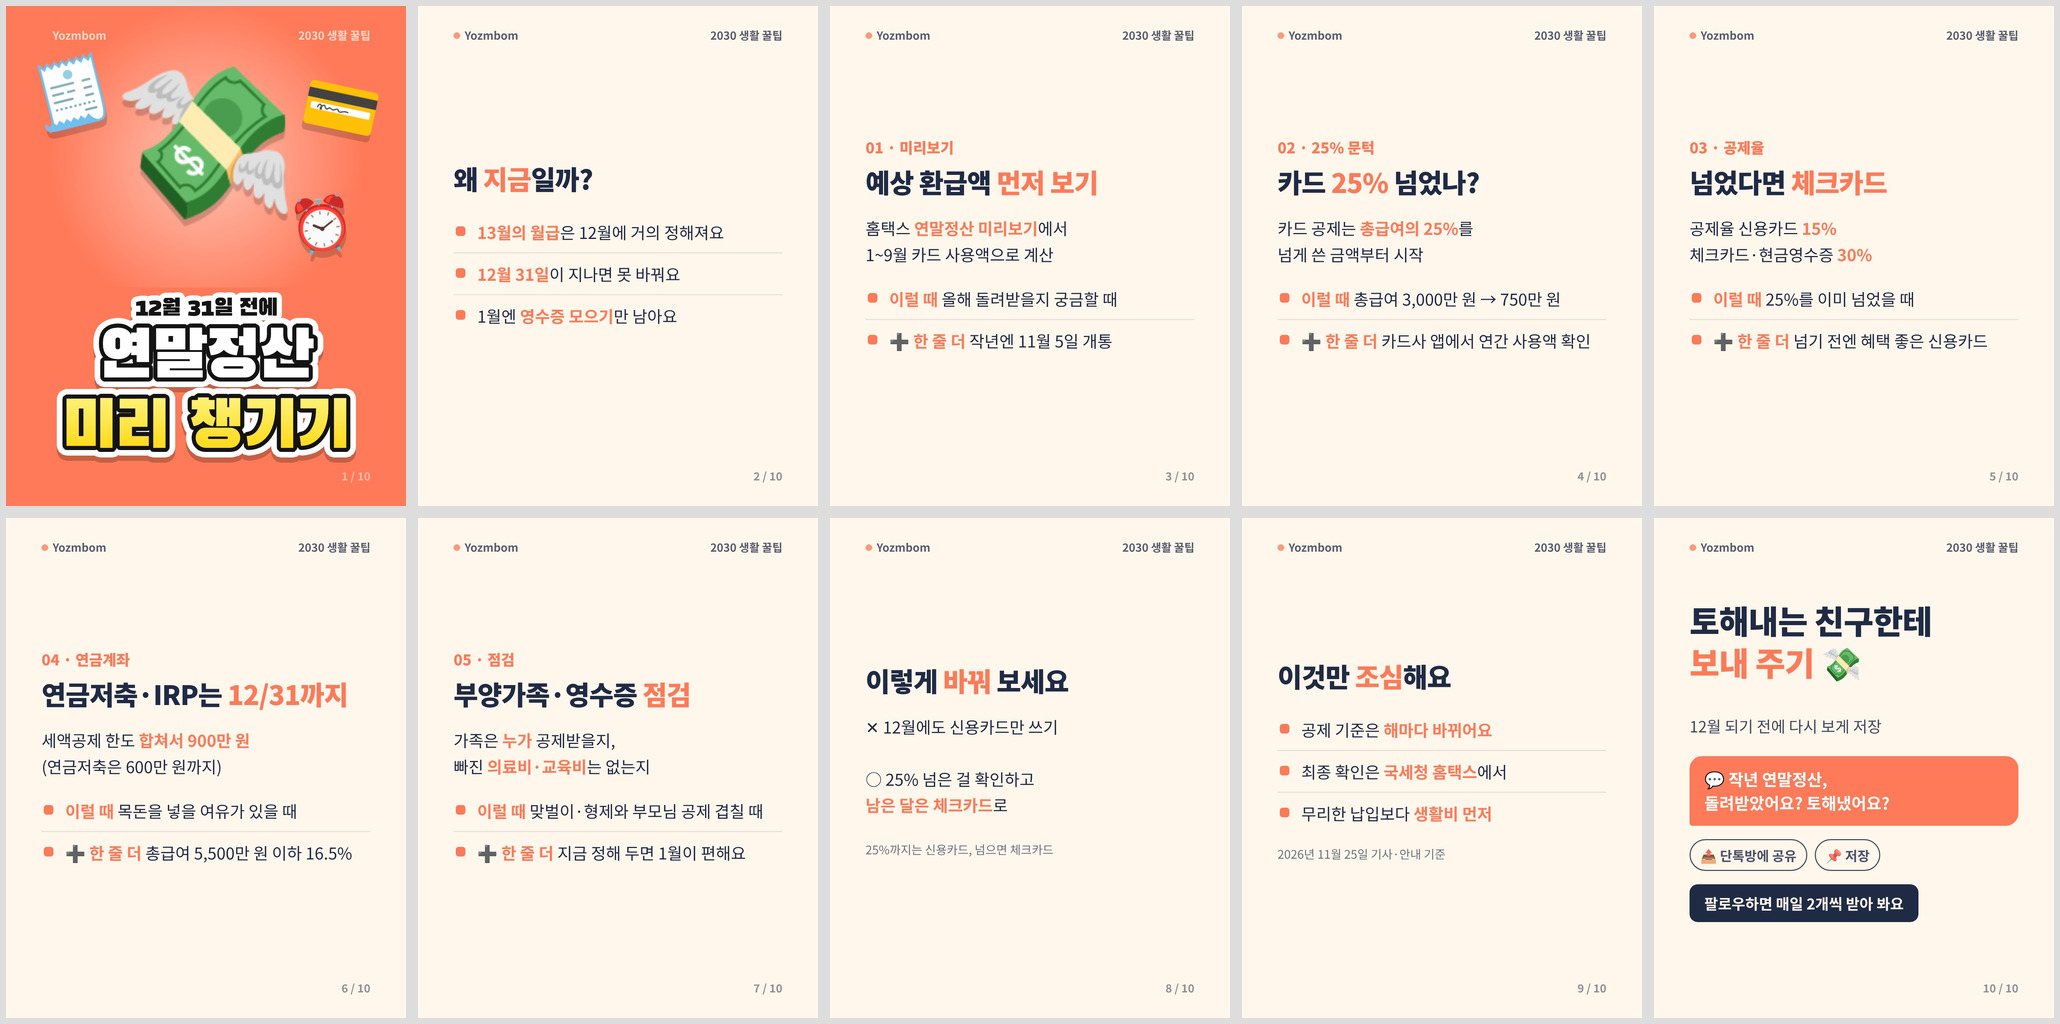 Yozmbom
2030 생활 꿀팁
12월 31일 전에
연말정산
미리 챙기기
1 / 10
Yozmbom
2030 생활 꿀팁
왜 지금일까?
13월의 월급은 12월에 거의 정해져요
12월 31일이 지나면 못 바꿔요
1월엔 영수증 모으기만 남아요
2 / 10
Yozmbom
2030 생활 꿀팁
01 · 미리보기
예상 환급액 먼저 보기
홈택스 연말정산 미리보기에서
1~9월 카드 사용액으로 계산
이럴 때 올해 돌려받을지 궁금할 때
➕ 한 줄 더 작년엔 11월 5일 개통
3 / 10
Yozmbom
2030 생활 꿀팁
02 · 25% 문턱
카드 25% 넘었나?
카드 공제는 총급여의 25%를
넘게 쓴 금액부터 시작
이럴 때 총급여 3,000만 원 → 750만 원
➕ 한 줄 더 카드사 앱에서 연간 사용액 확인
4 / 10
Yozmbom
2030 생활 꿀팁
03 · 공제율
넘었다면 체크카드
공제율 신용카드 15%
체크카드·현금영수증 30%
이럴 때 25%를 이미 넘었을 때
➕ 한 줄 더 넘기 전엔 혜택 좋은 신용카드
5 / 10
Yozmbom
2030 생활 꿀팁
04 · 연금계좌
연금저축·IRP는 12/31까지
세액공제 한도 합쳐서 900만 원
(연금저축은 600만 원까지)
이럴 때 목돈을 넣을 여유가 있을 때
➕ 한 줄 더 총급여 5,500만 원 이하 16.5%
6 / 10
Yozmbom
2030 생활 꿀팁
05 · 점검
부양가족·영수증 점검
가족은 누가 공제받을지,
빠진 의료비·교육비는 없는지
이럴 때 맞벌이·형제와 부모님 공제 겹칠 때
➕ 한 줄 더 지금 정해 두면 1월이 편해요
7 / 10
Yozmbom
2030 생활 꿀팁
이렇게 바꿔 보세요
✕ 12월에도 신용카드만 쓰기
○ 25% 넘은 걸 확인하고
남은 달은 체크카드로
25%까지는 신용카드, 넘으면 체크카드
8 / 10
Yozmbom
2030 생활 꿀팁
이것만 조심해요
공제 기준은 해마다 바뀌어요
최종 확인은 국세청 홈택스에서
무리한 납입보다 생활비 먼저
2026년 11월 25일 기사·안내 기준
9 / 10
Yozmbom
2030 생활 꿀팁
토해내는 친구한테
보내 주기 💸
12월 되기 전에 다시 보게 저장
💬 작년 연말정산,
돌려받았어요? 토해냈어요?
📤 단톡방에 공유
📌 저장
팔로우하면 매일 2개씩 받아 봐요
10 / 10